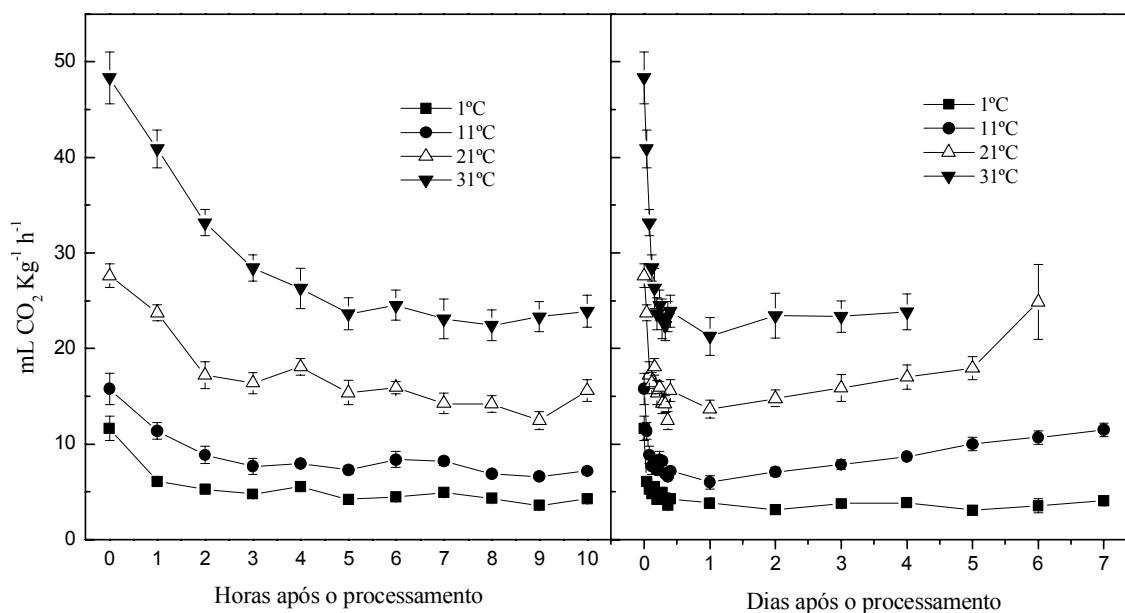 mL CO₂ Kg⁻¹ h⁻¹
50
40
30
20
10
0
1ºC
11ºC
21ºC
31ºC
1ºC
11ºC
21ºC
31ºC
0 1 2 3 4 5 6 7 8 9 10
0 1 2 3 4 5 6 7
Horas após o processamento
Dias após o processamento